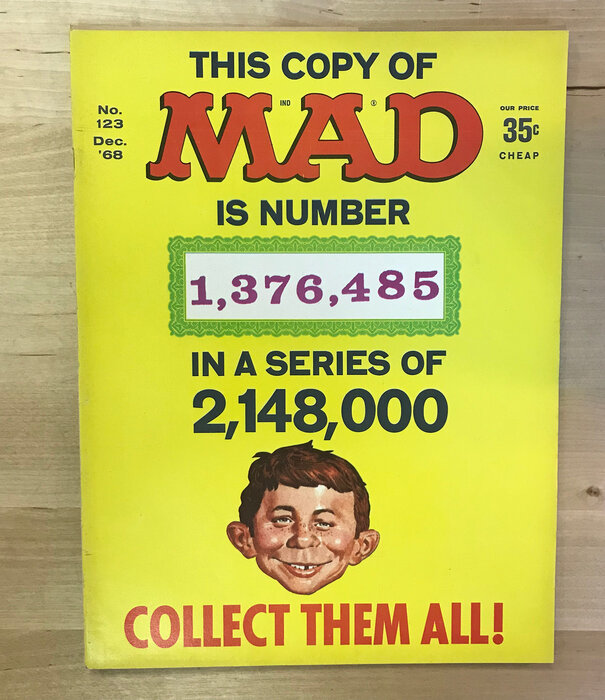 THIS COPY OF
No.
123
Dec.
'68
MAD
IND
®
OUR PRICE
35c
CHEAP
IS NUMBER
1,376,485
IN A SERIES OF
2,148,000
COLLECT THEM ALL!